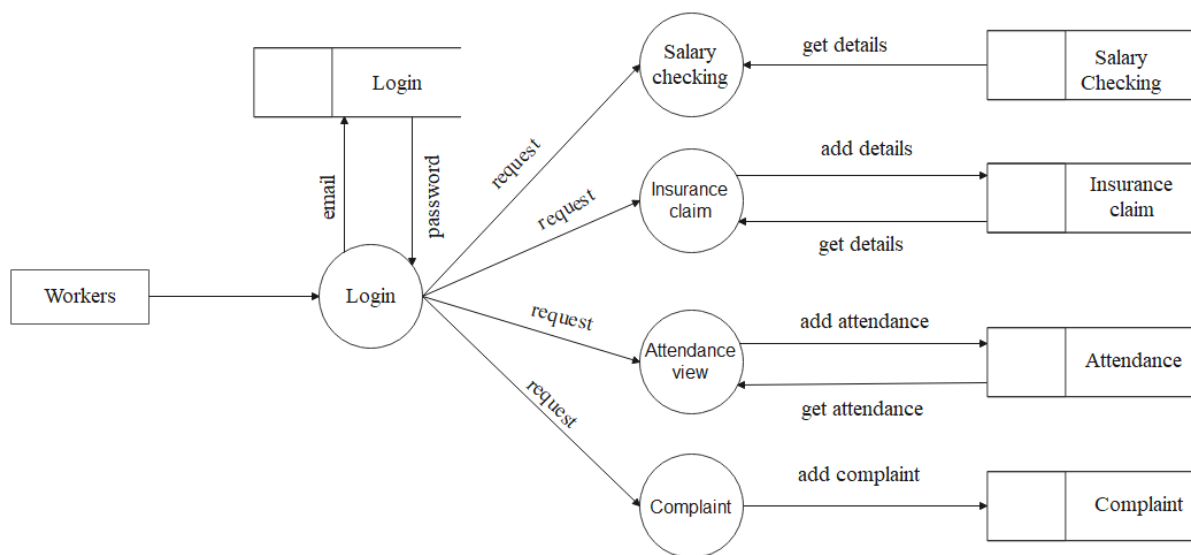 Login
email
password
Workers
Login
request
request
request
request
Salary
checking
get details
Salary
Checking
Insurance
claim
add details
get details
Insurance
claim
Attendance
view
add attendance
get attendance
Attendance
Complaint
add complaint
Complaint